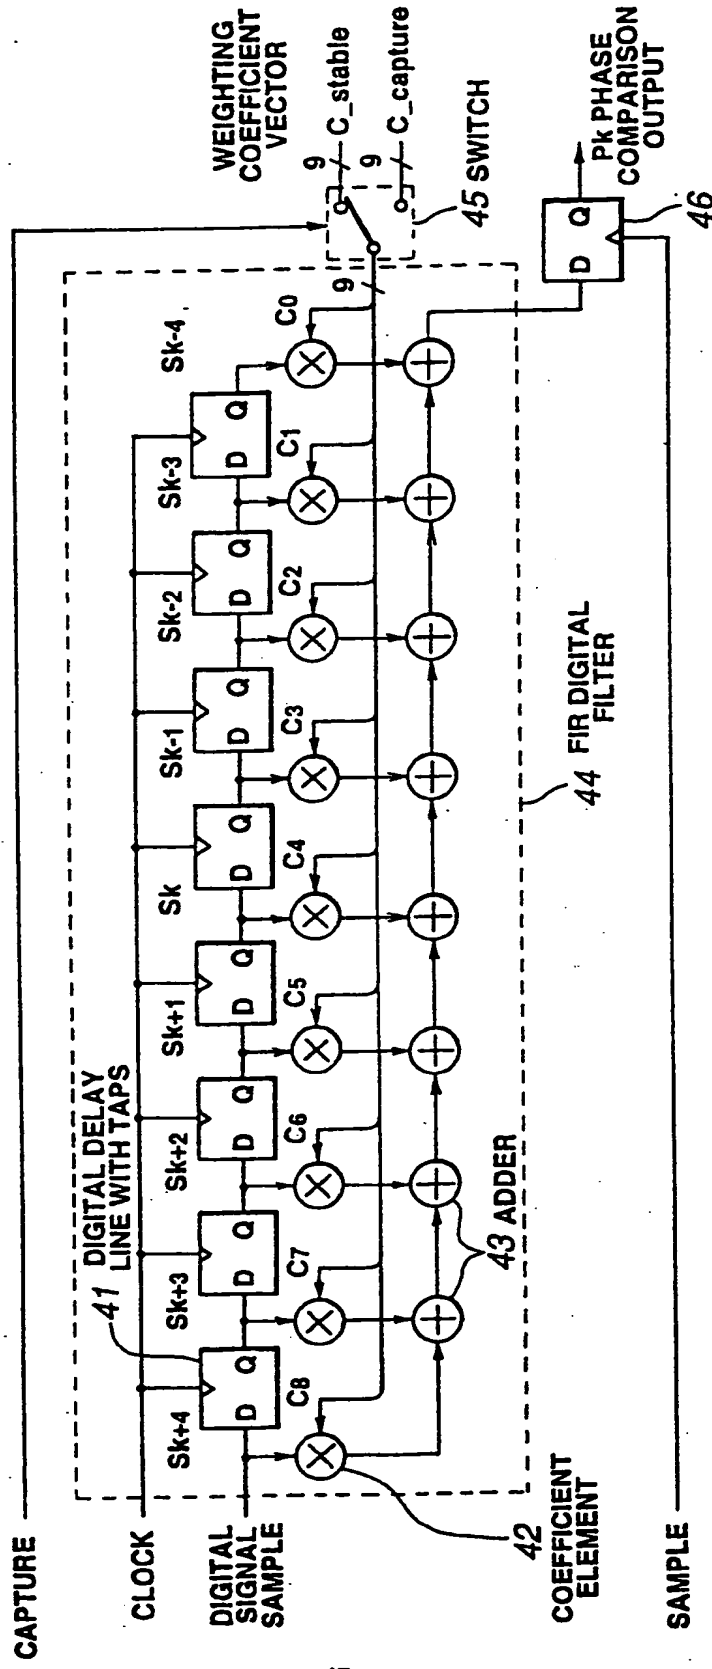 CAPTURE
CLOCK
DIGITAL
SIGNAL
SAMPLE
SAMPLE
COEFFICIENT
ELEMENT
42
41
DIGITAL DELAY
LINE WITH TAPS
43 ADDER
44 FIR DIGITAL
FILTER
Sk+4
Sk+3
Sk+2
Sk+1
Sk
Sk-1
Sk-2
Sk-3
Sk-4
D Q
D Q
D Q
D Q
D Q
D Q
D Q
D Q
C8
C7
C6
C5
C4
C3
C2
C1
C0
9
WEIGHTING
COEFFICIENT
VECTOR
9
C_stable
9
C_capture
45 SWITCH
D Q
46
Pk PHASE
COMPARISON
OUTPUT